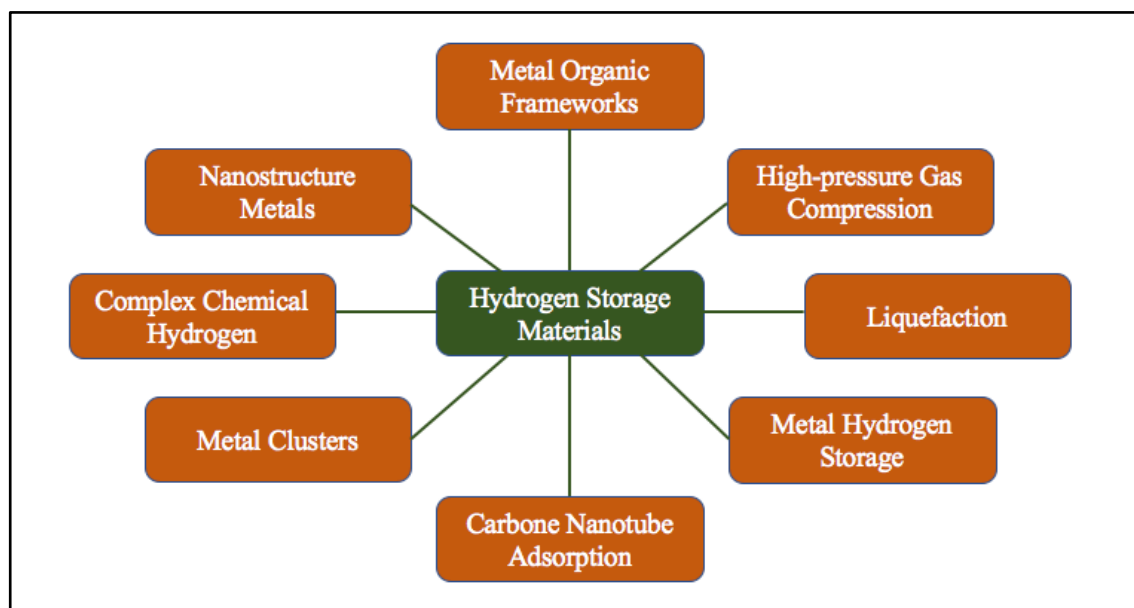 Metal Organic
Frameworks
Nanostructure
Metals
High-pressure Gas
Compression
Complex Chemical
Hydrogen
Hydrogen Storage
Materials
Liquefaction
Metal Clusters
Metal Hydrogen
Storage
Carbone Nanotube
Adsorption